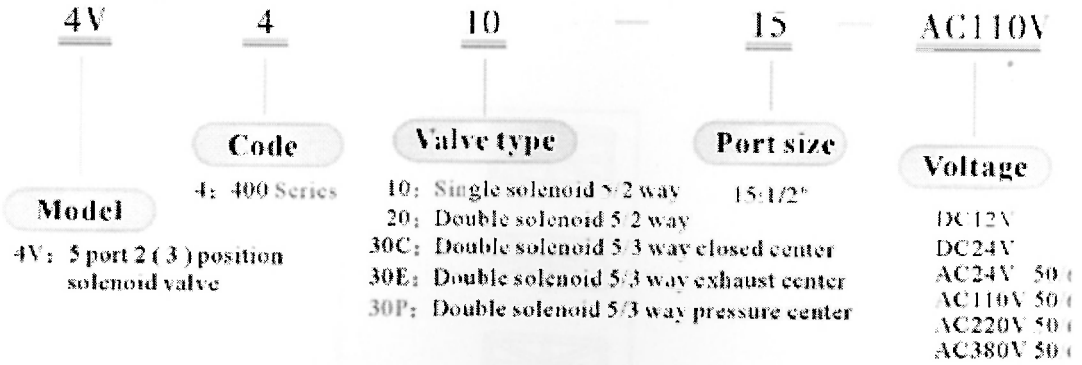 4V 4 10 — 15 — AC110V
Code
4: 400 Series
Valve type
10: Single solenoid 5/2 way
20: Double solenoid 5/2 way
30C: Double solenoid 5/3 way closed center
30E: Double solenoid 5/3 way exhaust center
30P: Double solenoid 5/3 way pressure center
Port size
15:1/2"
Voltage
DC12V
DC24V
AC24V 50
AC110V 50
AC220V 50
AC380V 50
Model
4V: 5 port 2 ( 3 ) position
solenoid valve